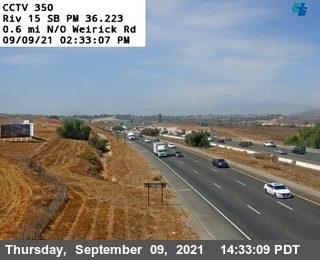 CCTV 350
Riv 15 SB PM 36.223
0.6 mi N/O Weirick Rd
09/09/21 02:33:07 PM
Thursday, September 09, 2021 14:33:09 PDT